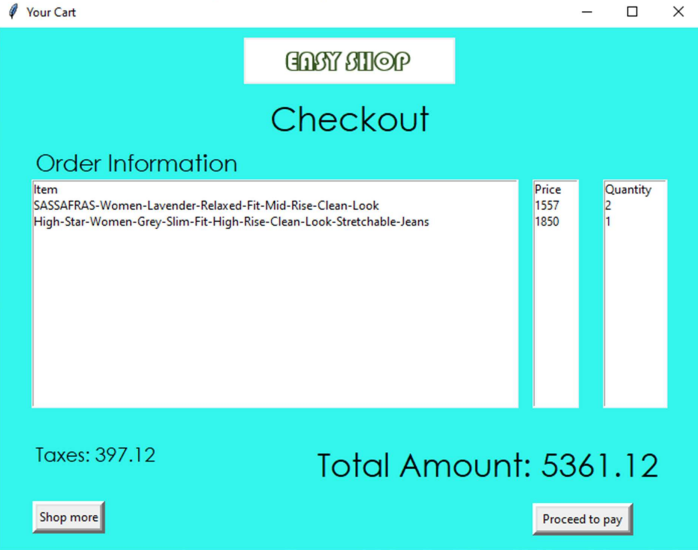 Your Cart
EASY SHOP
Checkout
Order Information
Item Price Quantity
SASSAFRAS-Women-Lavender-Relaxed-Fit-Mid-Rise-Clean-Look 1557 2
High-Star-Women-Grey-Slim-Fit-High-Rise-Clean-Look-Stretchable-Jeans 1850 1
Taxes: 397.12
Total Amount: 5361.12
Shop more
Proceed to pay